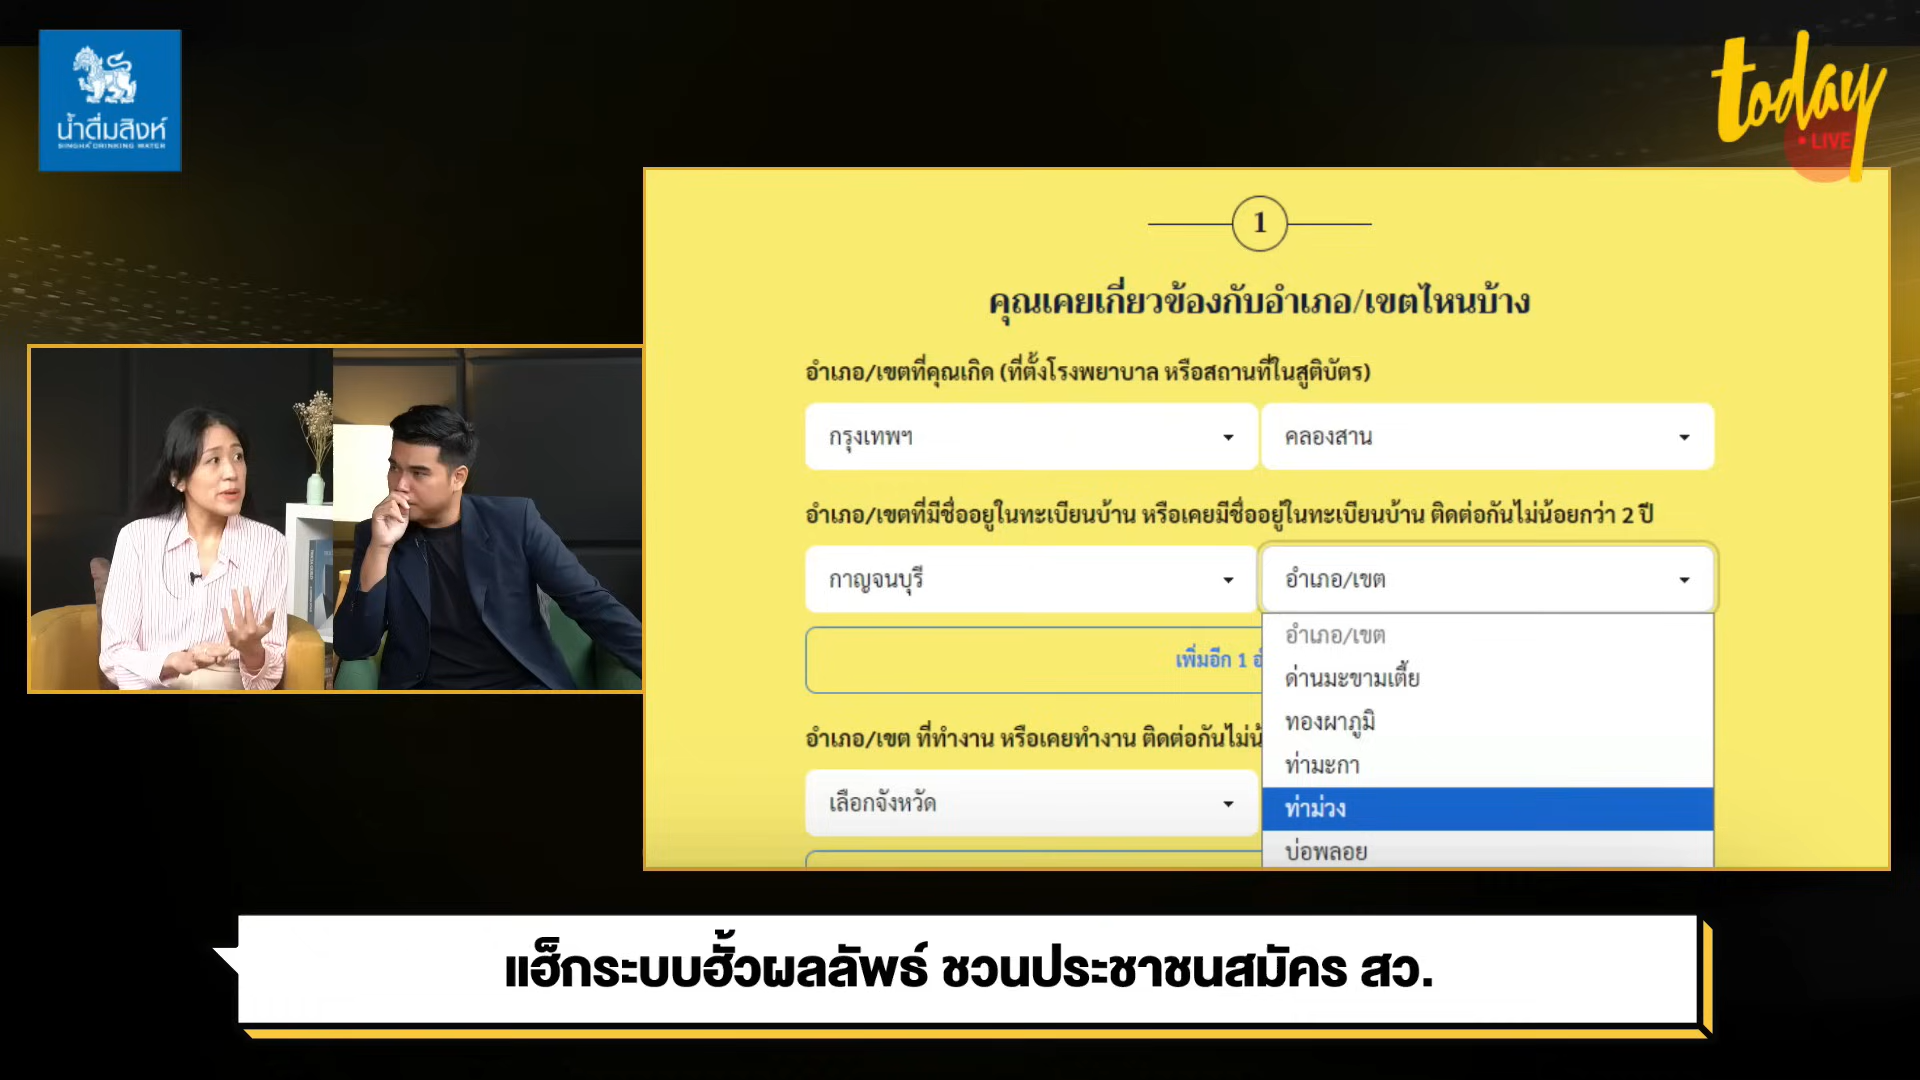 น้ำดื่มสิงห์
SINGHA DRINKING WATER
today
LIVE
1
คุณเคยเกี่ยวข้องกับอำเภอ/เขตไหนบ้าง
อำเภอ/เขตที่คุณเกิด (ที่ตั้งโรงพยาบาล หรือสถานที่ในสูติบัตร)
กรุงเทพฯ
คลองสาน
อำเภอ/เขตที่มีชื่ออยู่ในทะเบียนบ้าน หรือเคยมีชื่ออยู่ในทะเบียนบ้าน ติดต่อกันไม่น้อยกว่า 2 ปี
กาญจนบุรี
อำเภอ/เขต
เพิ่มอีก 1
อำเภอ/เขต
ด่านมะขามเตี้ย
ทองผาภูมิ
ท่ามะกา
ท่าม่วง
บ่อพลอย
อำเภอ/เขต ที่ทำงาน หรือเคยทำงาน ติดต่อกันไม่
เลือกจังหวัด
แฮ็กระบบฮั้วผลลัพธ์ ชวนประชาชนสมัคร สว.